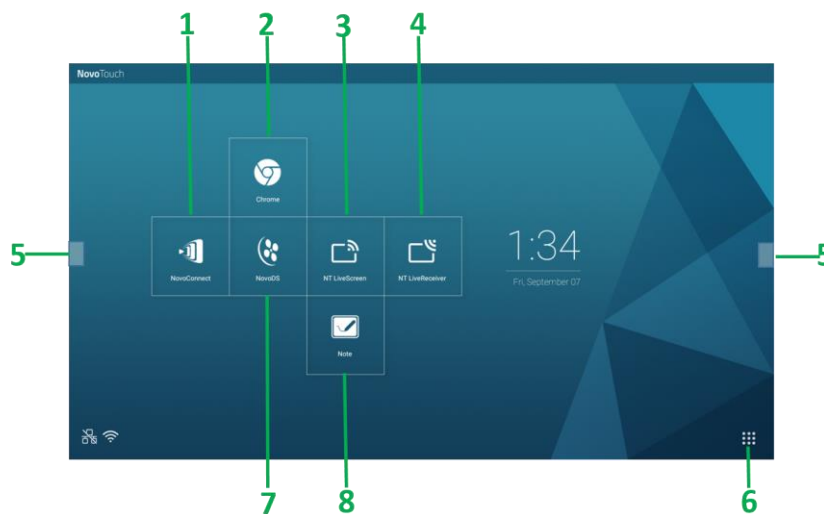 1 2 3 4
NovoTouch
Chrome
5 5
NovoConnect NovoDS NT LiveScreen NT LiveReceiver
1:34
Fri, September 07
Note
7 8 6